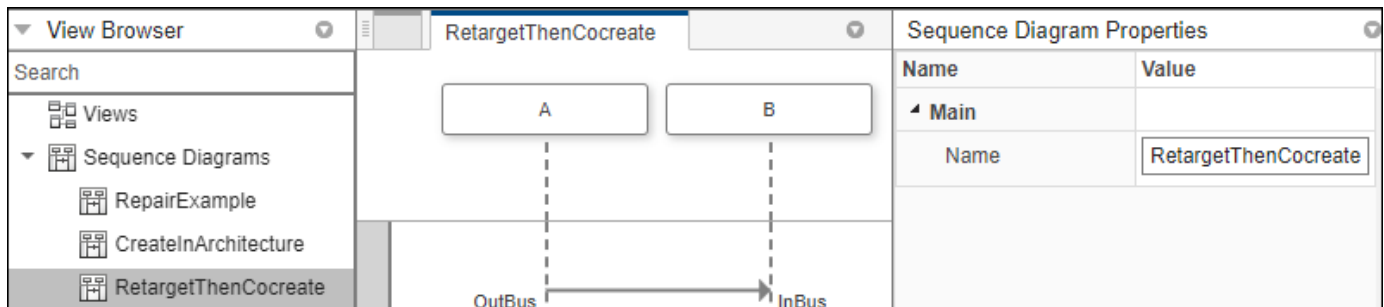 View Browser
Search
Views
Sequence Diagrams
RepairExample
CreateInArchitecture
RetargetThenCocreate
RetargetThenCocreate
A
B
OutBus
InBus
Sequence Diagram Properties
Name Value
Main
Name RetargetThenCocreate